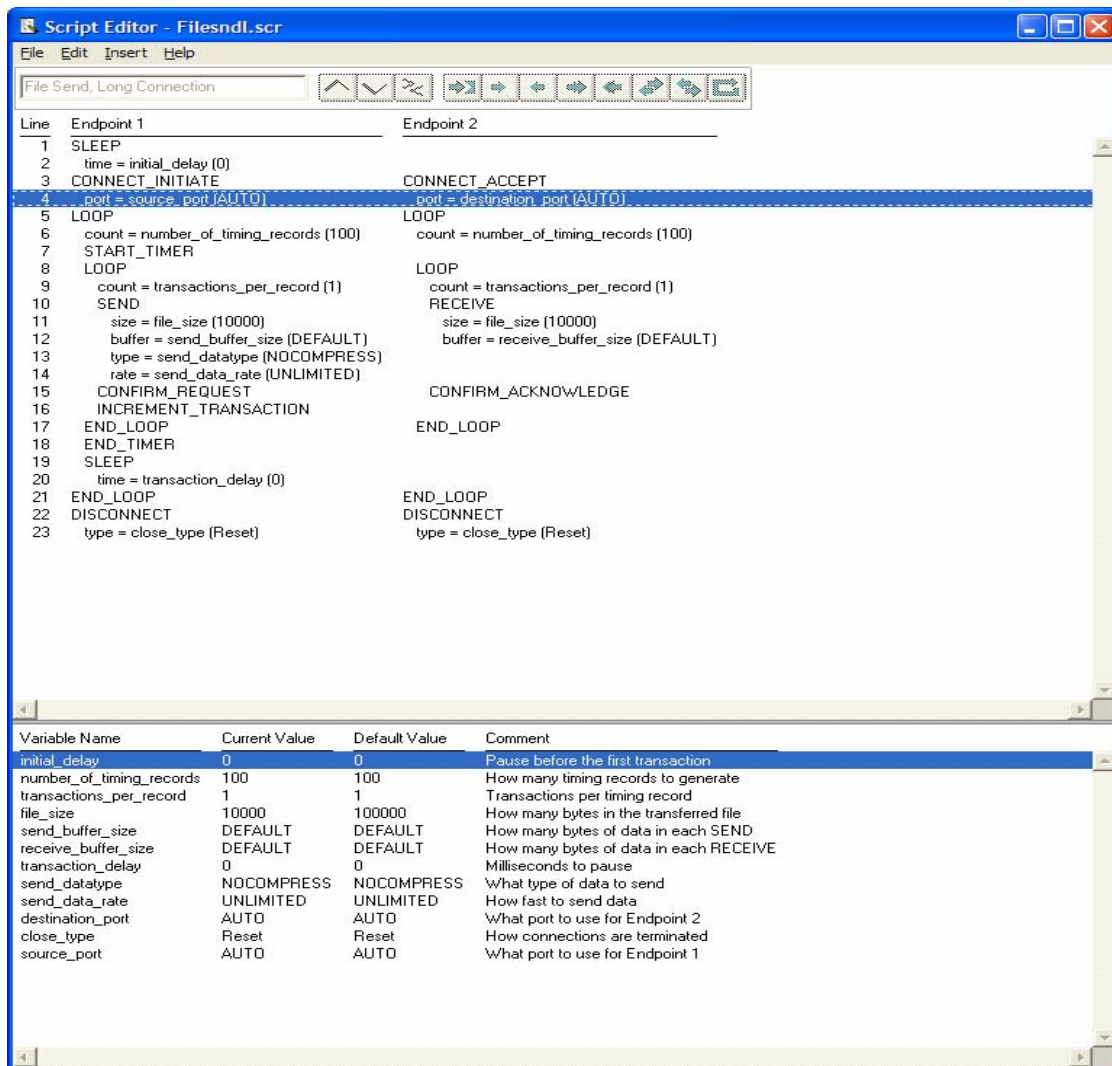 Script Editor - Filesndl.scr
File Edit Insert Help
File Send, Long Connection
Line Endpoint 1 Endpoint 2
1 SLEEP
2 time = initial_delay (0)
3 CONNECT_INITIATE CONNECT_ACCEPT
4 port = source_port (AUTO) port = destination_port (AUTO)
5 LOOP LOOP
6 count = number_of_timing_records (100) count = number_of_timing_records (100)
7 START_TIMER
8 LOOP LOOP
9 count = transactions_per_record (1) count = transactions_per_record (1)
10 SEND RECEIVE
11 size = file_size (10000) size = file_size (10000)
12 buffer = send_buffer_size (DEFAULT) buffer = receive_buffer_size (DEFAULT)
13 type = send_datatype (NOCOMPRESS)
14 rate = send_data_rate (UNLIMITED)
15 CONFIRM_REQUEST CONFIRM_ACKNOWLEDGE
16 INCREMENT_TRANSACTION
17 END_LOOP END_LOOP
18 END_TIMER
19 SLEEP
20 time = transaction_delay (0)
21 END_LOOP END_LOOP
22 DISCONNECT DISCONNECT
23 type = close_type (Reset) type = close_type (Reset)
Variable Name Current Value Default Value Comment
initial_delay 0 0 Pause before the first transaction
number_of_timing_records 100 100 How many timing records to generate
transactions_per_record 1 1 Transactions per timing record
file_size 10000 100000 How many bytes in the transferred file
send_buffer_size DEFAULT DEFAULT How many bytes of data in each SEND
receive_buffer_size DEFAULT DEFAULT How many bytes of data in each RECEIVE
transaction_delay 0 0 Milliseconds to pause
send_datatype NOCOMPRESS NOCOMPRESS What type of data to send
send_data_rate UNLIMITED UNLIMITED How fast to send data
destination_port AUTO AUTO What port to use for Endpoint 2
close_type Reset Reset How connections are terminated
source_port AUTO AUTO What port to use for Endpoint 1